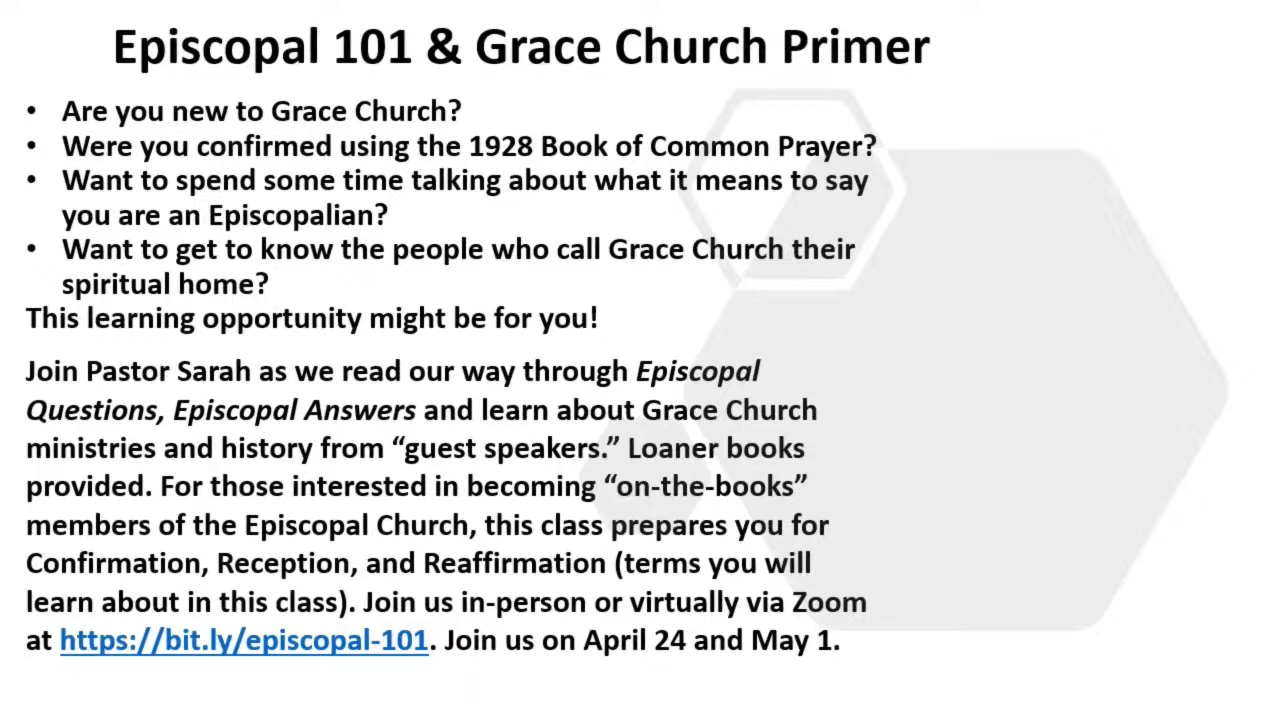 Episcopal 101 & Grace Church Primer
• Are you new to Grace Church?
• Were you confirmed using the 1928 Book of Common Prayer?
• Want to spend some time talking about what it means to say
you are an Episcopalian?
• Want to get to know the people who call Grace Church their
spiritual home?
This learning opportunity might be for you!
Join Pastor Sarah as we read our way through Episcopal
Questions, Episcopal Answers and learn about Grace Church
ministries and history from “guest speakers.” Loaner books
provided. For those interested in becoming “on-the-books”
members of the Episcopal Church, this class prepares you for
Confirmation, Reception, and Reaffirmation (terms you will
learn about in this class). Join us in-person or virtually via Zoom
at https://bit.ly/episcopal-101. Join us on April 24 and May 1.